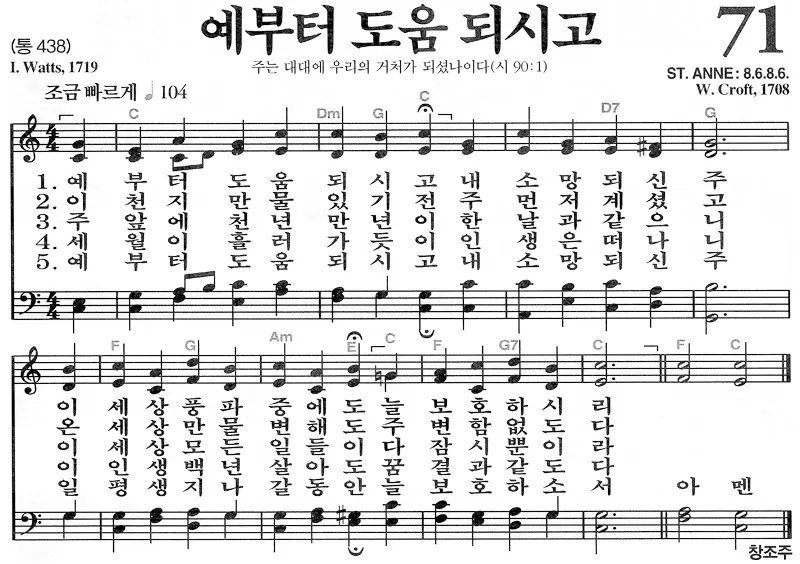 예부터 도움 되시고
71
(통 438)
I. Watts, 1719
주는 대대에 우리의 거처가 되셨나이다(시 90:1)
ST. ANNE: 8.6.8.6.
W. Croft, 1708
조금 빠르게 ♩ 104
C Dm G C D7 G
1. 예 부 터 도 움 되 시 고 내 소 망 되 신 주
2. 이 천 지 만 물 있 기 전 주 먼 저 계 셨 고
3. 주 앞 에 천 년 만 년 이 한 날 과 같 으 니
4. 세 월 이 흘 러 가 듯 이 인 생 은 떠 나 니
5. 예 부 터 도 움 되 시 고 내 소 망 되 신 주
F C G F Am E C F G7 C F C
이 세 상 풍 파 중 에 도 늘 보 호 하 시 리
온 세 상 만 물 변 해 도 주 변 함 없 도 다
이 세 상 모 든 일 들 이 다 잠 시 뿐 이 라
이 인 생 백 년 살 아 도 꿈 결 과 같 도 다
일 평 생 지 나 갈 동 안 늘 보 호 하 소 서 아 멘
창조주